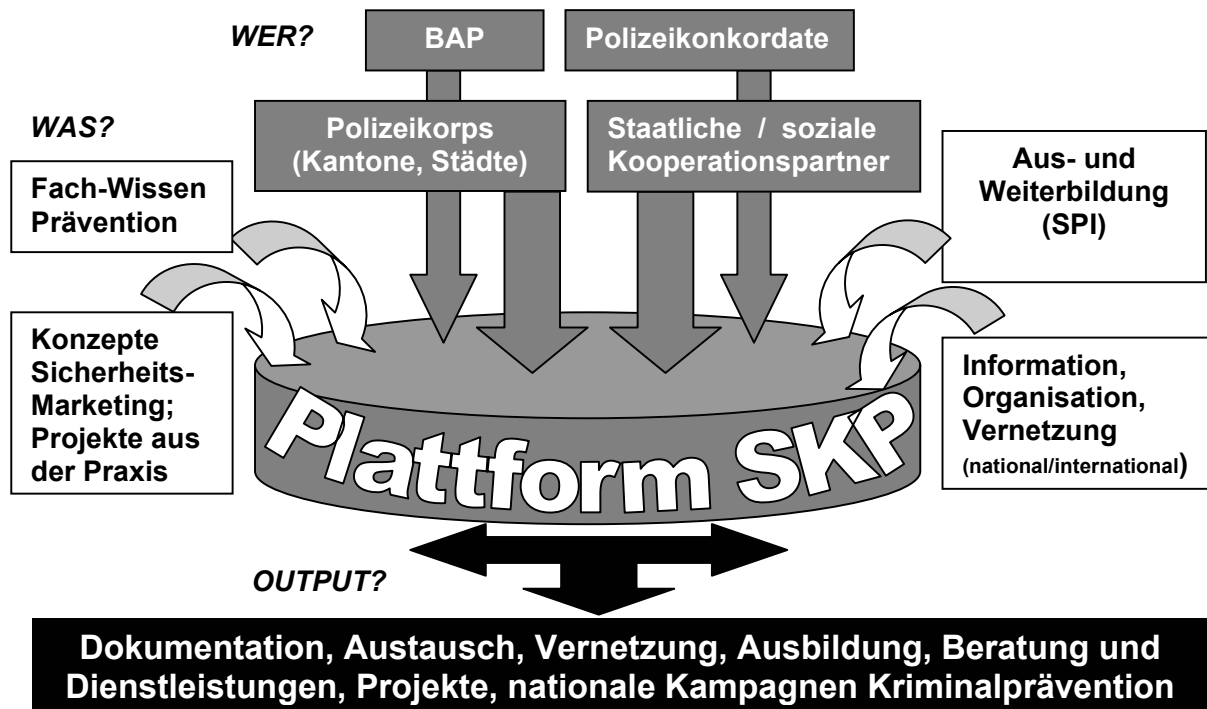 WER?
BAP
Polizeikonkordate
WAS?
Polizeikorps
(Kantone, Städte)
Staatliche / soziale
Kooperationspartner
Fach-Wissen
Prävention
Aus- und
Weiterbildung
(SPI)
Konzepte
Sicherheits-
Marketing;
Projekte aus
der Praxis
Information,
Organisation,
Vernetzung
(national/international)
Plattform SKP
OUTPUT?
Dokumentation, Austausch, Vernetzung, Ausbildung, Beratung und
Dienstleistungen, Projekte, nationale Kampagnen Kriminalprävention